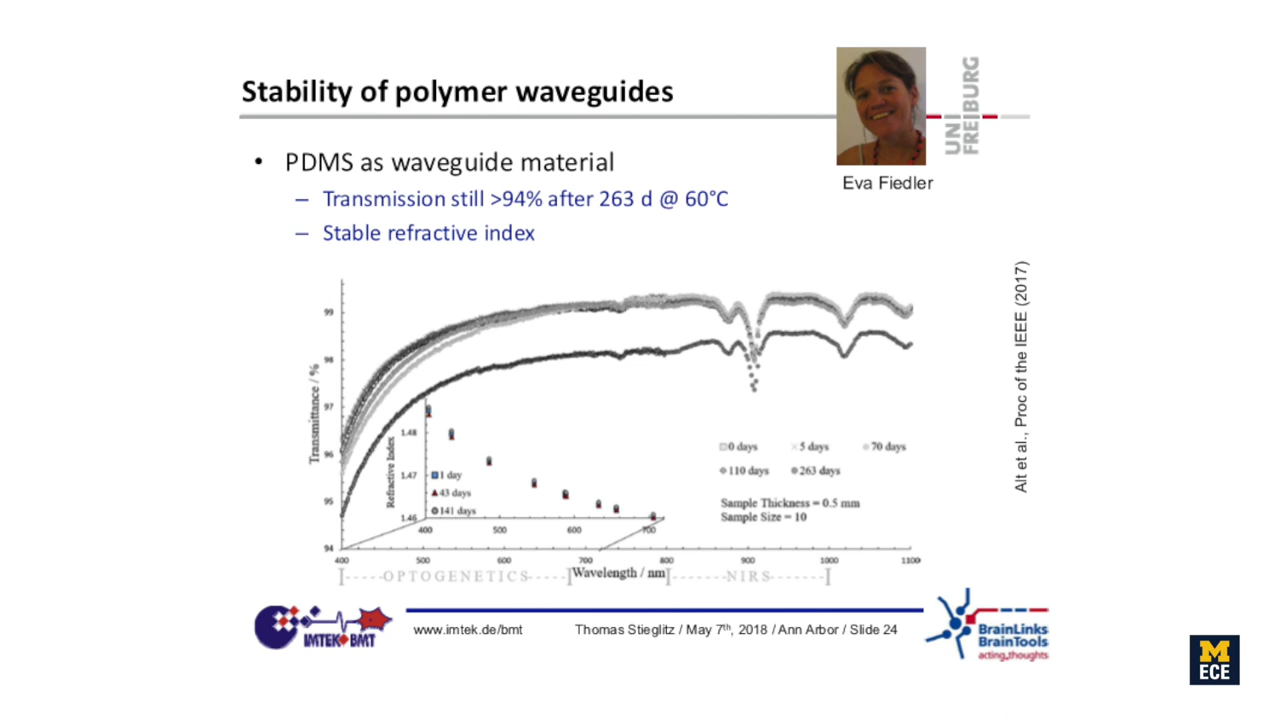 Stability of polymer waveguides
UNI
FREIBURG
• PDMS as waveguide material
– Transmission still >94% after 263 d @ 60°C
– Stable refractive index
Eva Fiedler
Alt et al., Proc of the IEEE (2017)
Transmittance / %
99
98
97
96
95
94
Refractive Index
1.48
1.47
1.46
1 day
43 days
141 days
400 500 600 700
0 days 5 days 70 days
110 days 263 days
Sample Thickness = 0.5 mm
Sample Size = 10
400 500 600 700 800 900 1000 1100
OPTOGENETICS Wavelength / nm NIRS
IMTEK BMT
www.imtek.de/bmt Thomas Stieglitz / May 7th, 2018 / Ann Arbor / Slide 24
BrainLinks
BrainTools
acting_thoughts
M
ECE